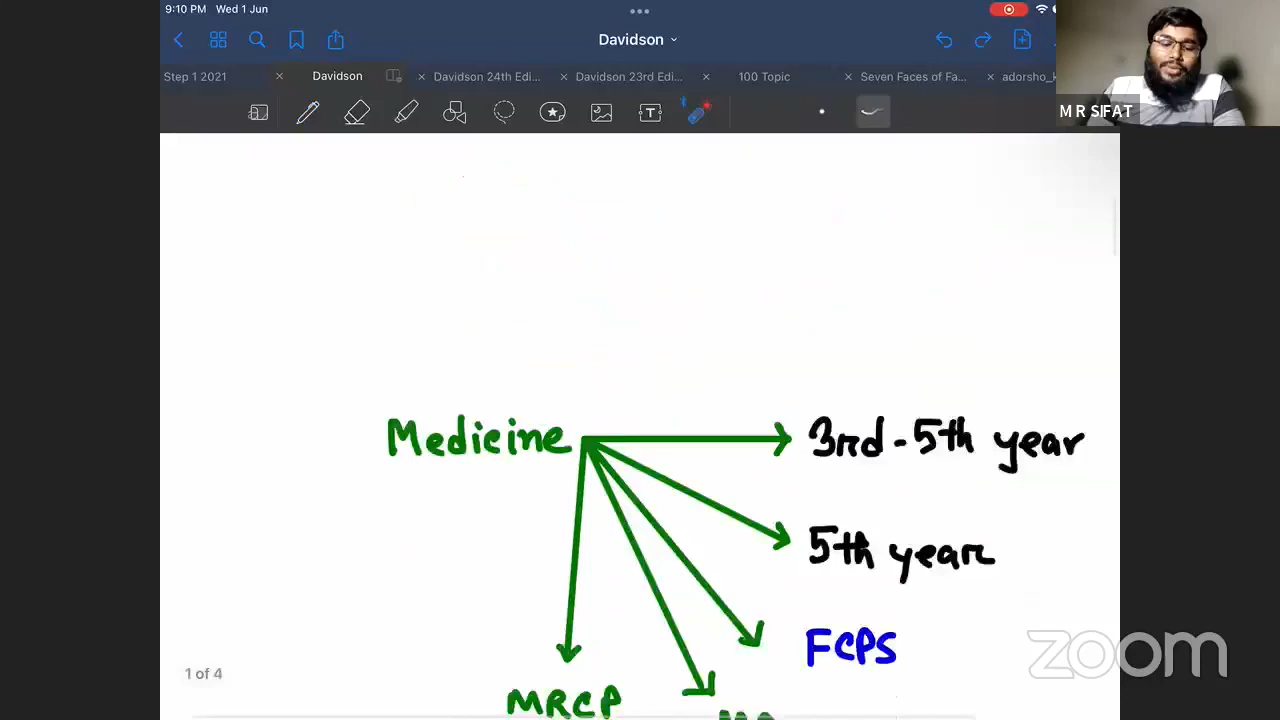 9:10 PM Wed 1 Jun
Davidson
Step 1 2021
Davidson
Davidson 24th Edi...
Davidson 23rd Edi...
100 Topic
Seven Faces of Fa...
adorsho_k
M R SIFAT
Medicine
3rd - 5th year
5th year
FCPS
MRCP
1 of 4
zoom